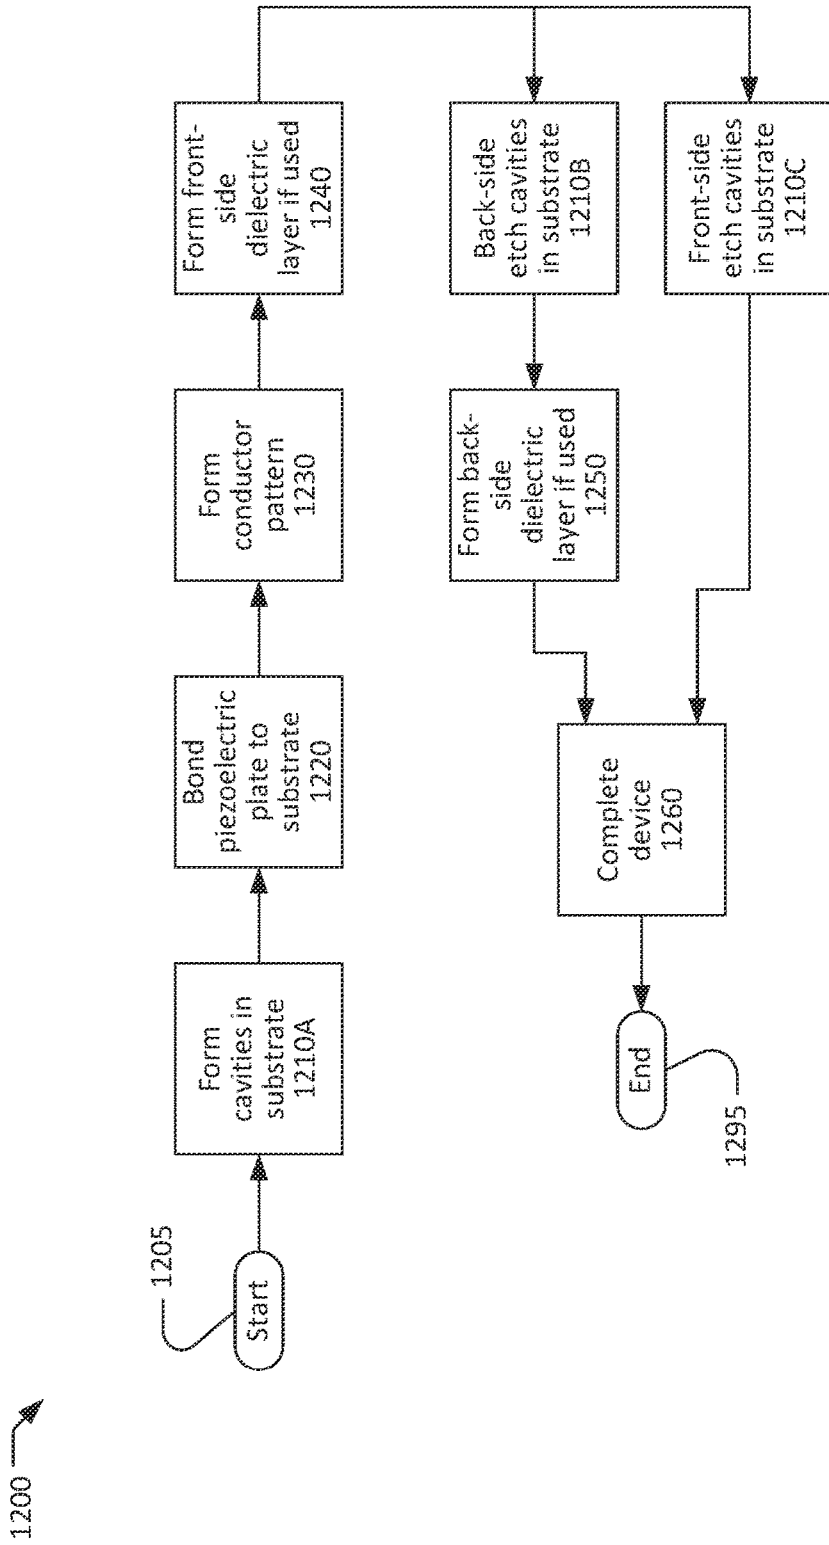 1200
1205
Start
Form
cavities in
substrate
1210A
Bond
piezoelectric
plate to
substrate
1220
Form
conductor
pattern
1230
Form front-
side
dielectric
layer if used
1240
Back-side
etch cavities
in substrate
1210B
Form back-
side
dielectric
layer if used
1250
Front-side
etch cavities
in substrate
1210C
Complete
device
1260
End
1295